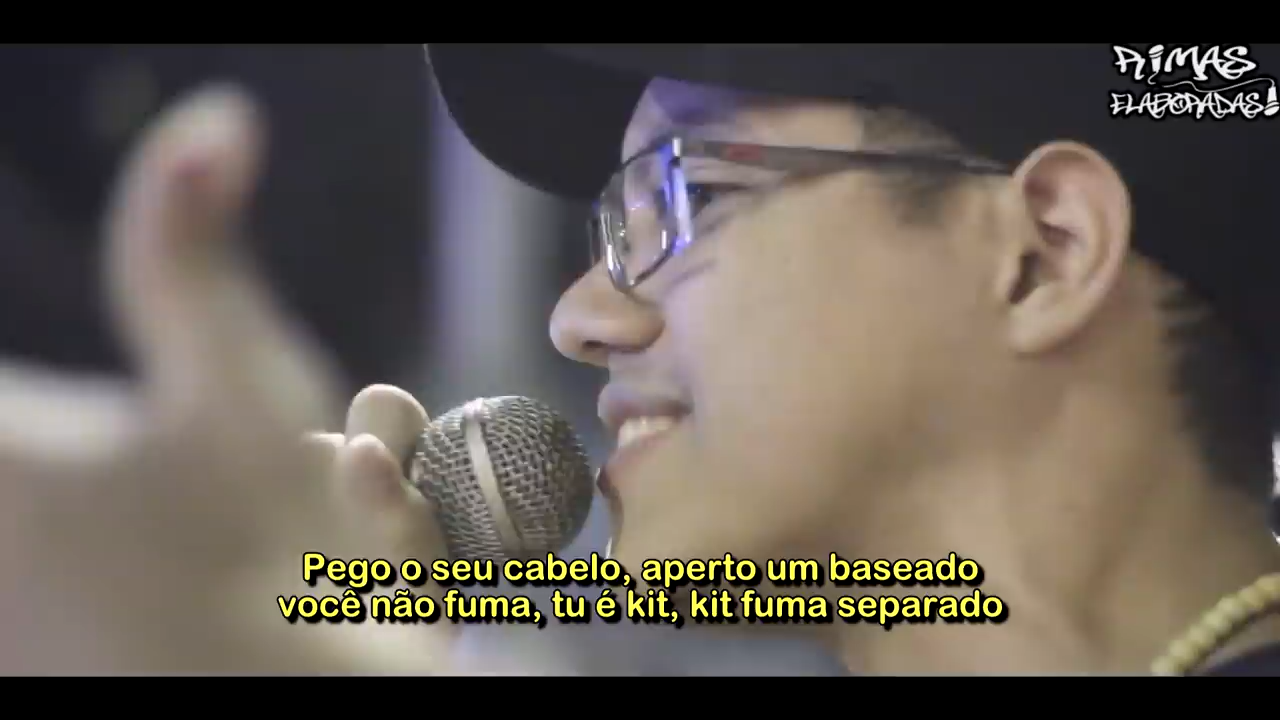 RIMAS
ELABORADAS!
Pego o seu cabelo, aperto um baseado
você não fuma, tu é kit, kit fuma separado